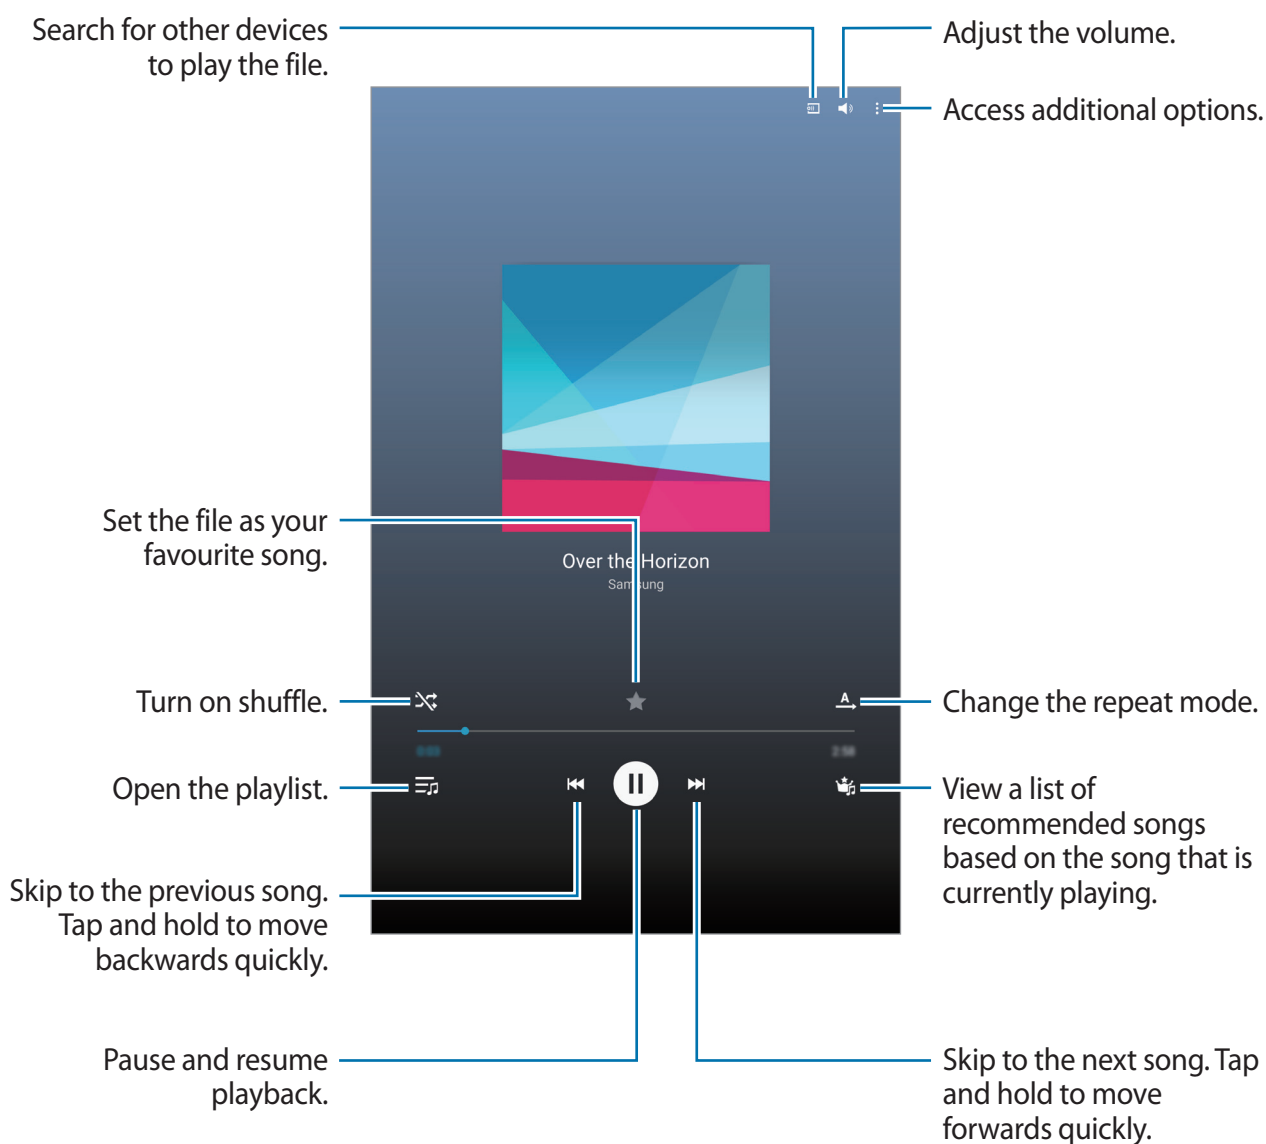 Search for other devices
to play the file.
Adjust the volume.
Access additional options.
Set the file as your
favourite song.
Over the Horizon
Samsung
Turn on shuffle.
A
Change the repeat mode.
0:03
2:58
Open the playlist.
View a list of
recommended songs
based on the song that is
currently playing.
Skip to the previous song.
Tap and hold to move
backwards quickly.
Pause and resume
playback.
Skip to the next song. Tap
and hold to move
forwards quickly.